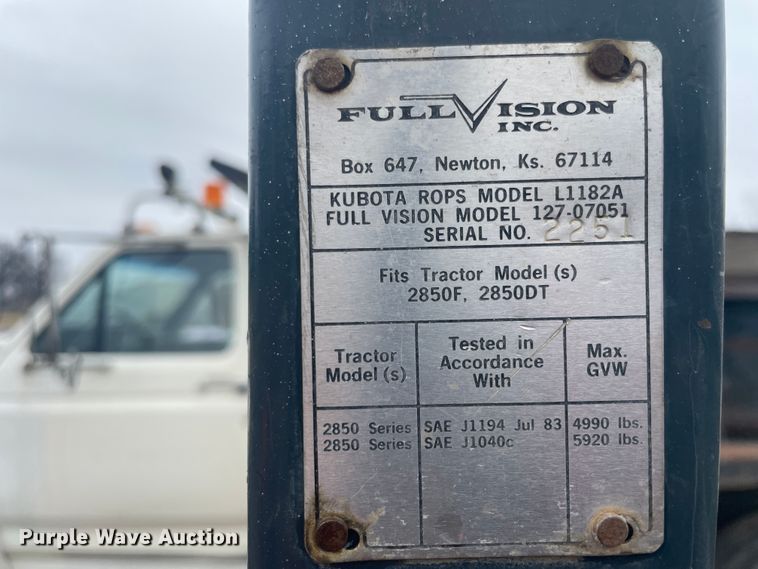 FULL VISION
INC.
Box 647, Newton, Ks. 67114
KUBOTA ROPS MODEL L1182A
FULL VISION MODEL 127-07051
SERIAL NO. 2251
Fits Tractor Model (s)
2850F, 2850DT
Tractor Model (s)
Tested in Accordance With
Max. GVW
2850 Series SAE J1194 Jul 83 4990 lbs.
2850 Series SAE J1040c 5920 lbs.
Purple Wave Auction